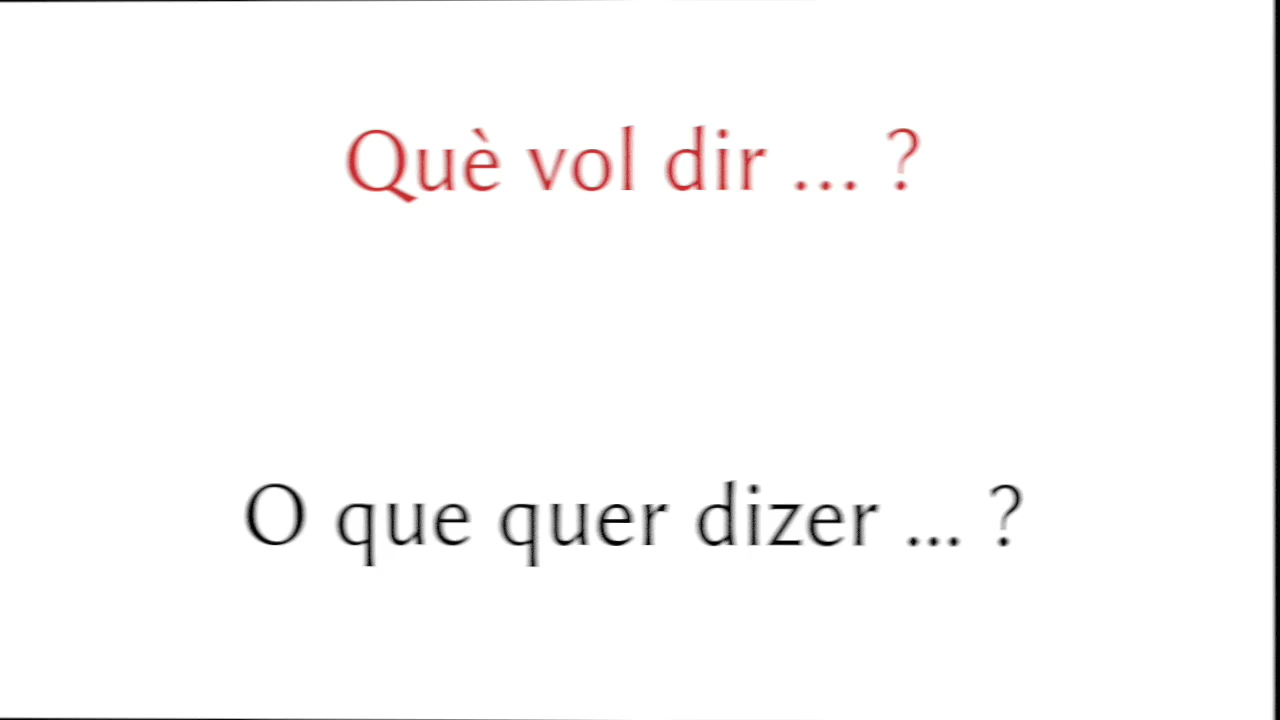 Què vol dir ... ?
O que quer dizer ... ?